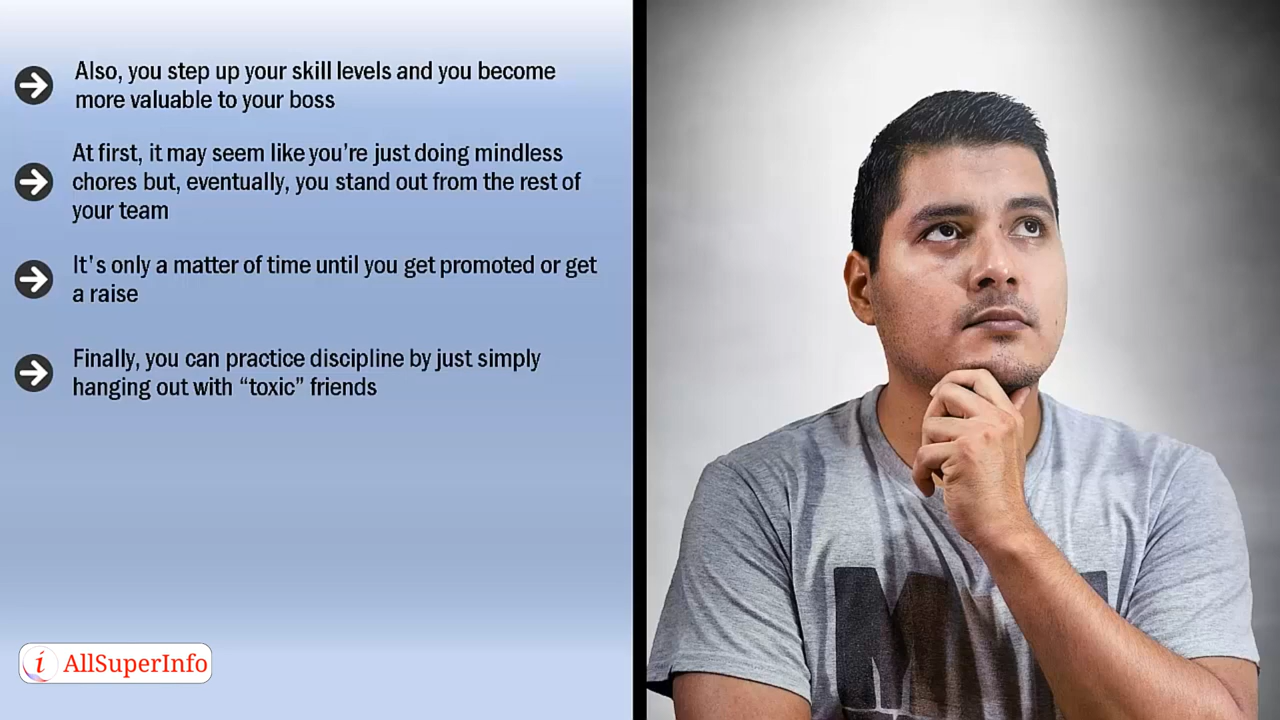 Also, you step up your skill levels and you become
more valuable to your boss
At first, it may seem like you're just doing mindless
chores but, eventually, you stand out from the rest of
your team
It's only a matter of time until you get promoted or get
a raise
Finally, you can practice discipline by just simply
hanging out with “toxic” friends
i AllSuperInfo